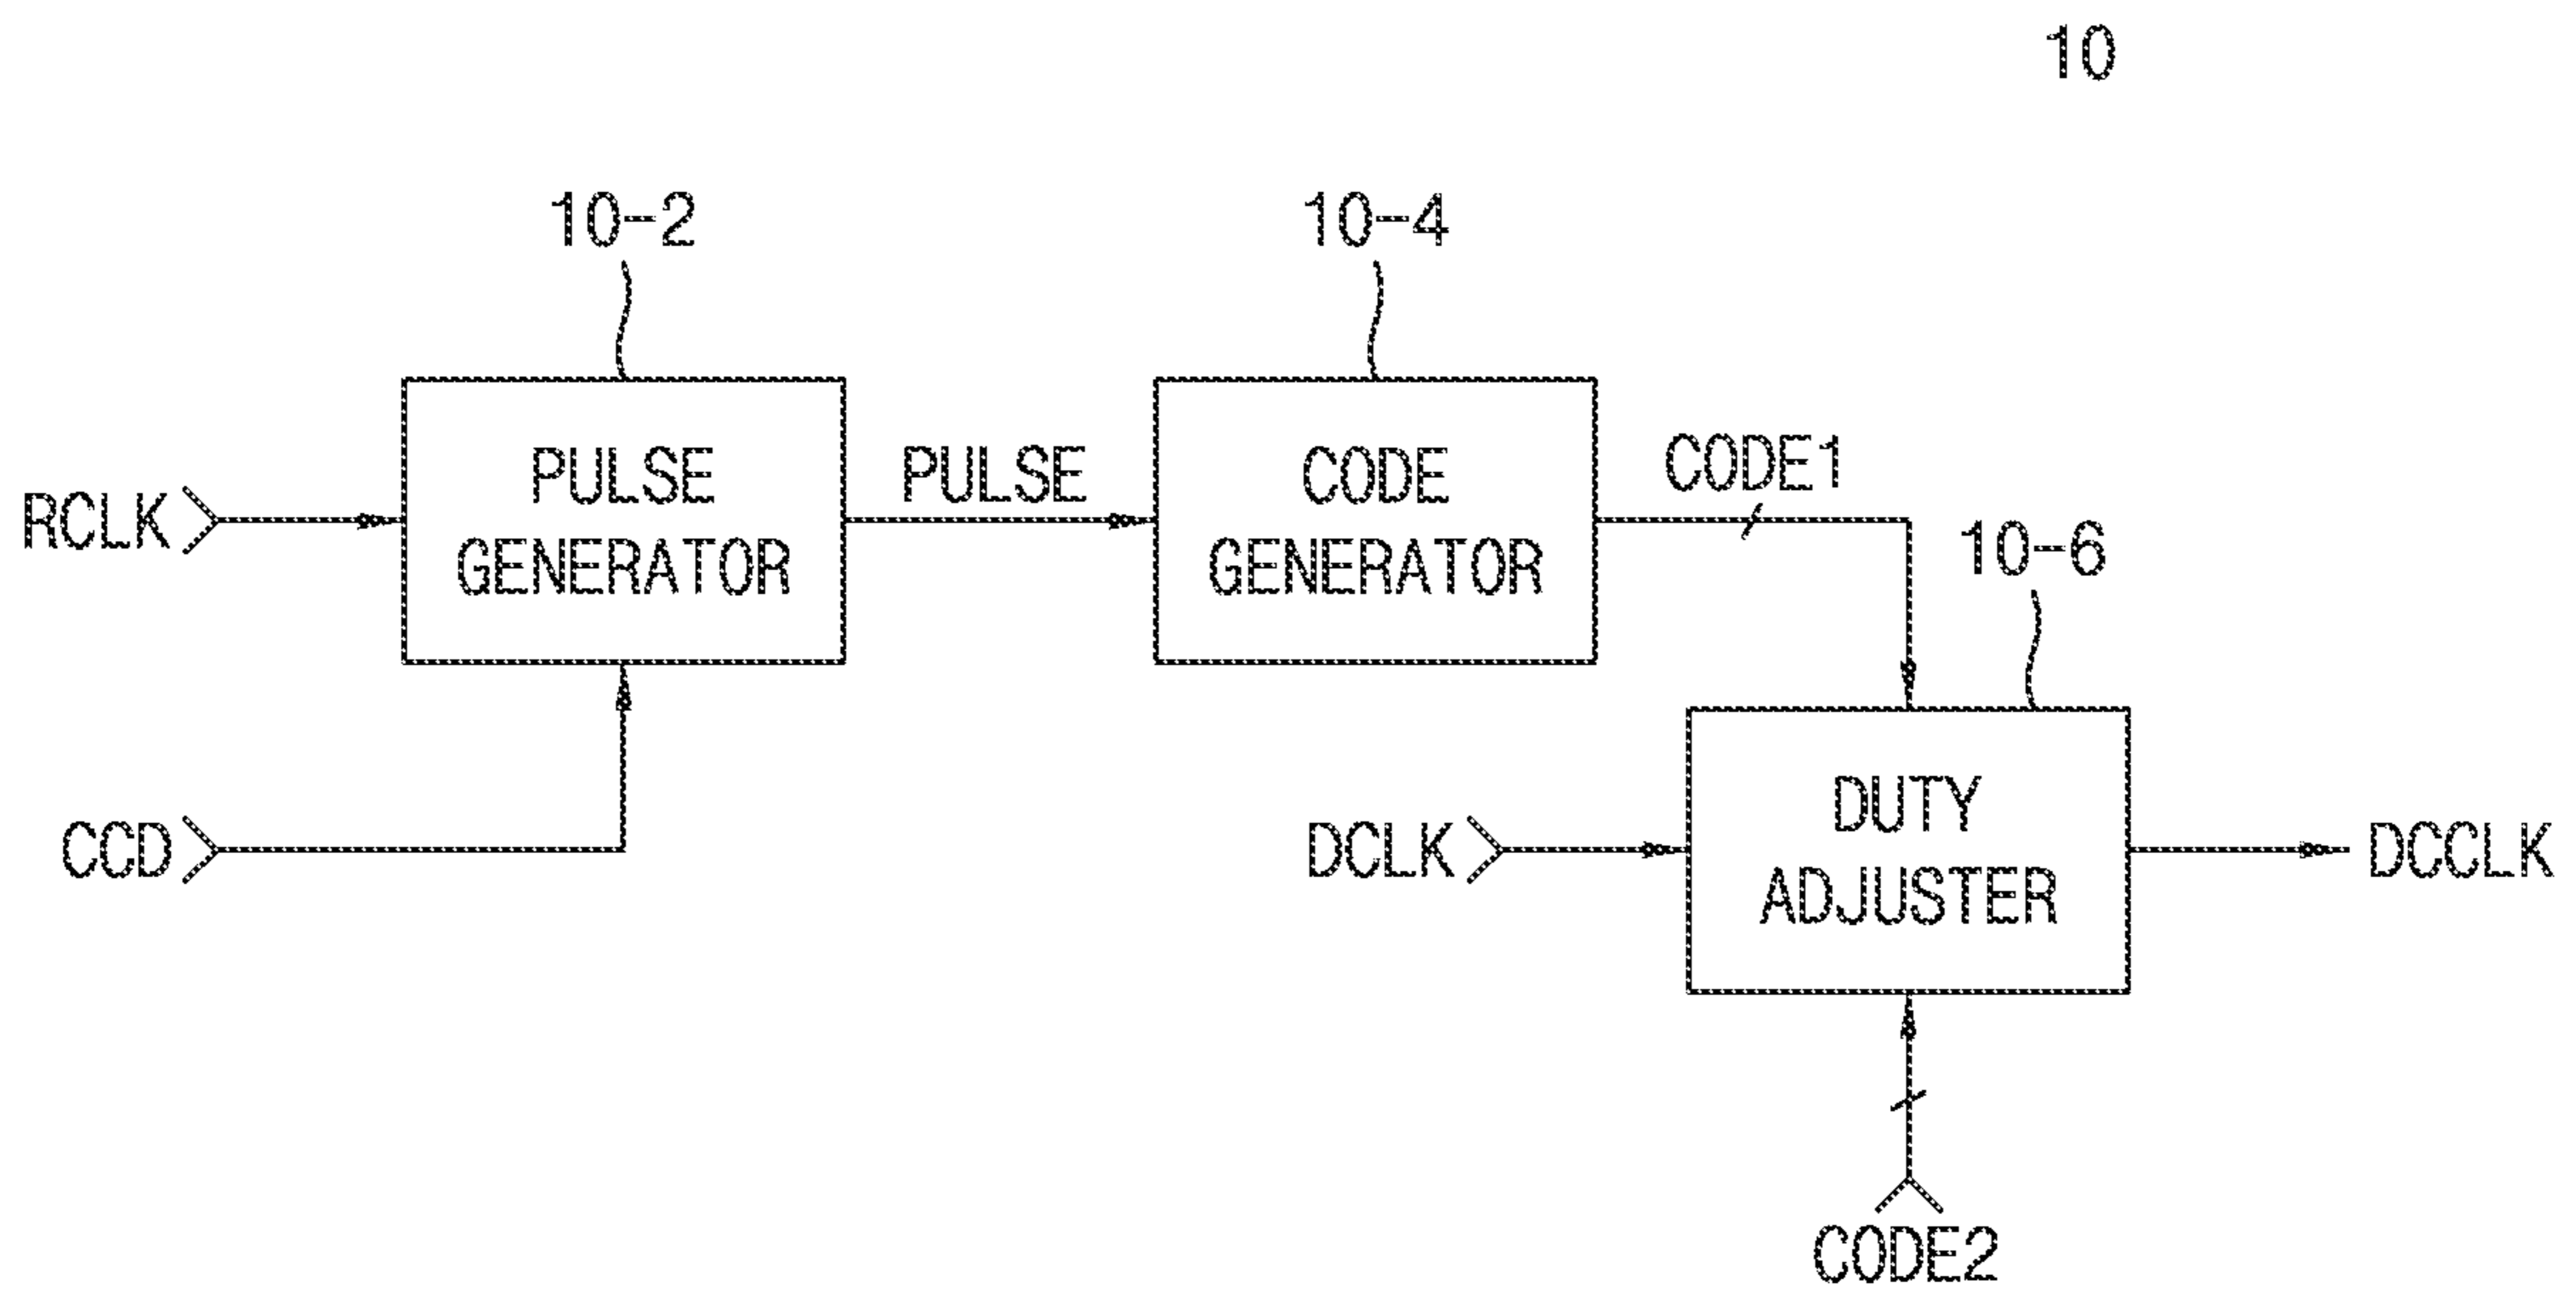 10
10-2
10-4
PULSE
GENERATOR
PULSE
CODE
GENERATOR
CODE1
RCLK
10-6
CCD
DCLK
DUTY
ADJUSTER
DCCLK
CODE2